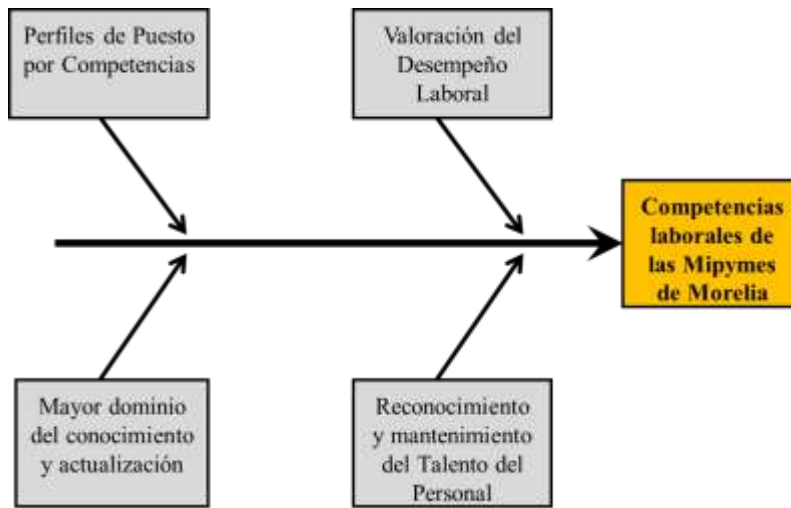 Perfiles de Puesto
por Competencias
Valoración del
Desempeño
Laboral
Competencias
laborales de
las Mipymes
de Morelia
Mayor dominio
del conocimiento
y actualización
Reconocimiento
y mantenimiento
del Talento del
Personal